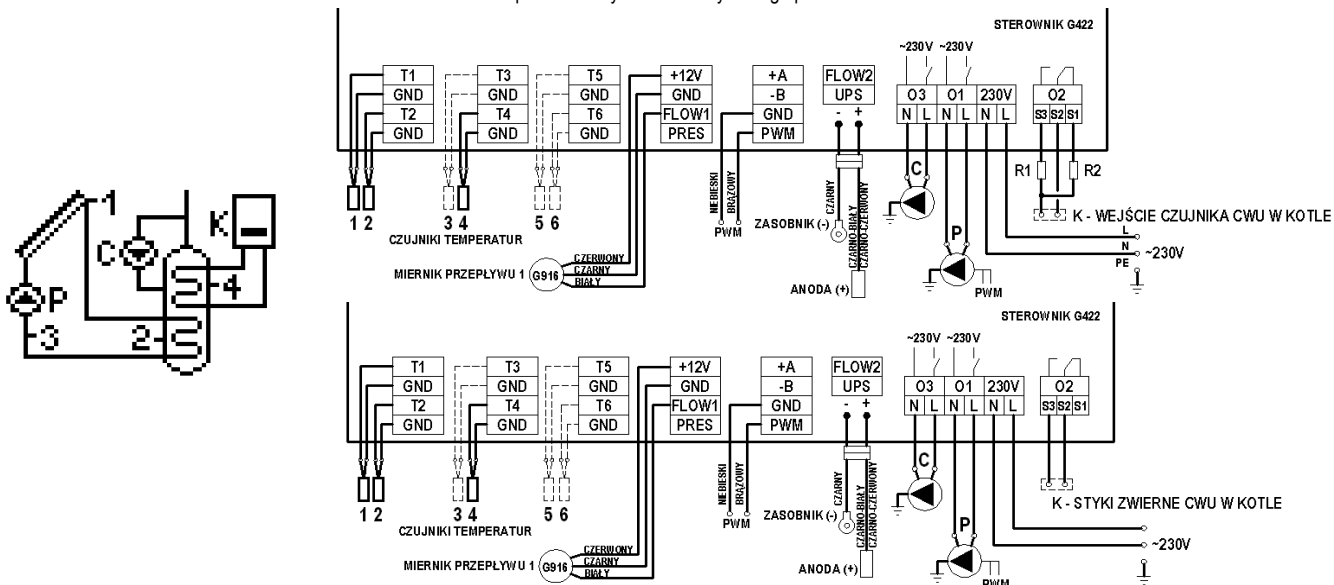 STEROWNIK G422
~230V ~230V
T1 T3 T5 +12V +A FLOW2 O3 O1 230V O2
GND GND GND GND -B UPS N L N L N L S3 S2 S1
T2 T4 T6 FLOW1 GND - +
GND GND GND PRES PWM
R1 R2
C
1 2 3 4 5 6
CZUJNIKI TEMPERATUR
NIEBIESKI
BRĄZOWY
PWM
CZARNY
CZARNO-BIAŁY
CZARNO-CZERWONY
ZASOBNIK (-)
K - WEJŚCIE CZUJNIKA CWU W KOTLE
L
N
PE
~230V
P
PWM
MIERNIK PRZEPŁYWU 1 G916
CZERWONY
CZARNY
BIAŁY
ANODA (+)
1
K
C
4
P
3
2
STEROWNIK G422
~230V ~230V
T1 T3 T5 +12V +A FLOW2 O3 O1 230V O2
GND GND GND GND -B UPS N L N L N L S3 S2 S1
T2 T4 T6 FLOW1 GND - +
GND GND GND PRES PWM
C
1 2 3 4 5 6
CZUJNIKI TEMPERATUR
NIEBIESKI
BRĄZOWY
PWM
CZARNY
CZARNO-BIAŁY
CZARNO-CZERWONY
ZASOBNIK (-)
K - STYKI ZWIERNE CWU W KOTLE
~230V
P
PWM
MIERNIK PRZEPŁYWU 1 G916
CZERWONY
CZARNY
BIAŁY
ANODA (+)